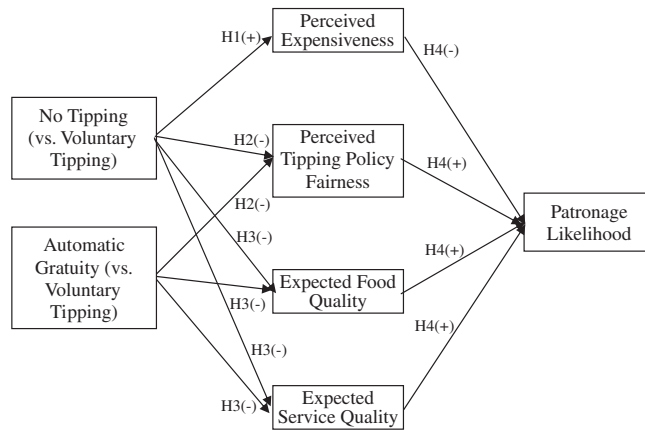 Perceived
Expensiveness
H1(+)
H4(-)
No Tipping
(vs. Voluntary
Tipping)
H2(-)
Perceived
Tipping Policy
Fairness
H4(+)
H2(-)
Patronage
Likelihood
Automatic
Gratuity (vs.
Voluntary
Tipping)
H3(-)
H4(+)
Expected Food
Quality
H3(-)
H4(+)
H3(-)
H3(-)
Expected
Service Quality